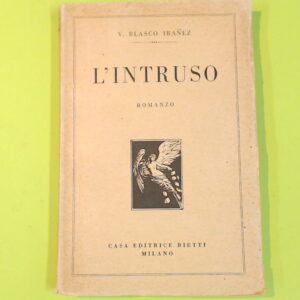 V. BLASCO IBAÑEZ
L'INTRUSO
ROMANZO
CASA EDITRICE BIETTI
MILANO